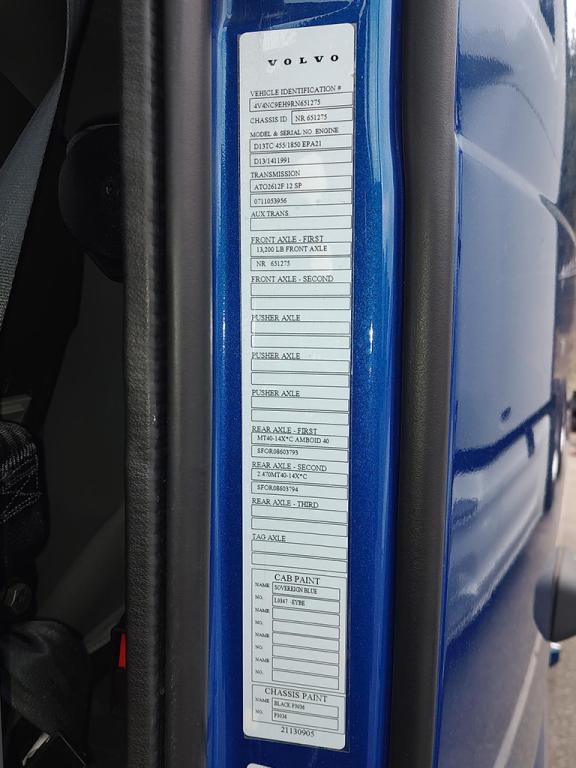 VOLVO
VEHICLE IDENTIFICATION #
4V4NC9EH9RN651275
CHASSIS ID NR 651275
MODEL & SERIAL NO. ENGINE
D13TC 455/1850 EPA21
D13/1411991
TRANSMISSION
ATO2612F 12 SP
0711053956
AUX TRANS
FRONT AXLE - FIRST
13,200 LB FRONT AXLE
NR 651275
FRONT AXLE - SECOND
PUSHER AXLE
PUSHER AXLE
PUSHER AXLE
REAR AXLE - FIRST
MT40-14X*C AMBOID 40
SFOR08603793
REAR AXLE - SECOND
2.470MT40-14X*C
SFOR08603794
REAR AXLE - THIRD
TAG AXLE
CAB PAINT
NAME SOVEREIGN BLUE
NO. L0347 -EYBE
NAME
NO.
NAME
NO.
NAME
NO.
CHASSIS PAINT
NAME BLACK P3036
NO. P3036
21130905